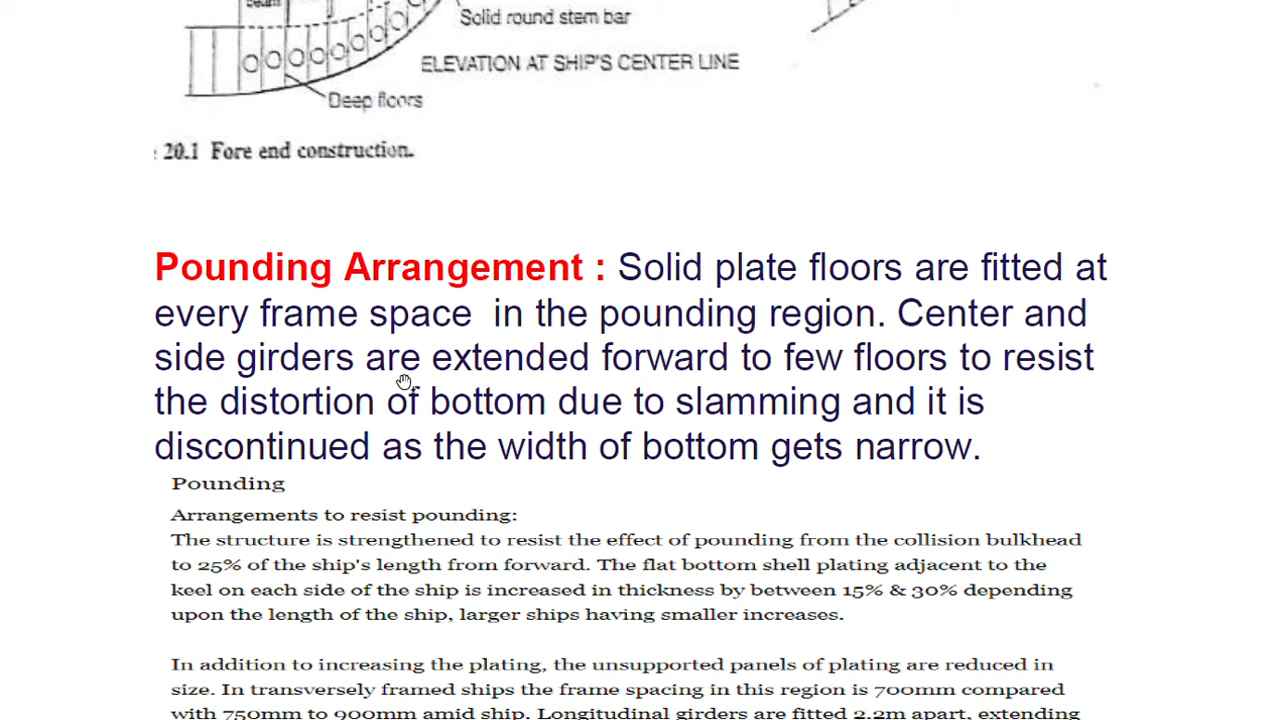 beam
Solid round stem bar
ELEVATION AT SHIP'S CENTER LINE
Deep floors
: 20.1 Fore end construction.
Pounding Arrangement : Solid plate floors are fitted at
every frame space in the pounding region. Center and
side girders are extended forward to few floors to resist
the distortion of bottom due to slamming and it is
discontinued as the width of bottom gets narrow.
Pounding
Arrangements to resist pounding:
The structure is strengthened to resist the effect of pounding from the collision bulkhead
to 25% of the ship's length from forward. The flat bottom shell plating adjacent to the
keel on each side of the ship is increased in thickness by between 15% & 30% depending
upon the length of the ship, larger ships having smaller increases.
In addition to increasing the plating, the unsupported panels of plating are reduced in
size. In transversely framed ships the frame spacing in this region is 700mm compared
with 750mm to 900mm amid ship. Longitudinal girders are fitted 2.2m apart, extending